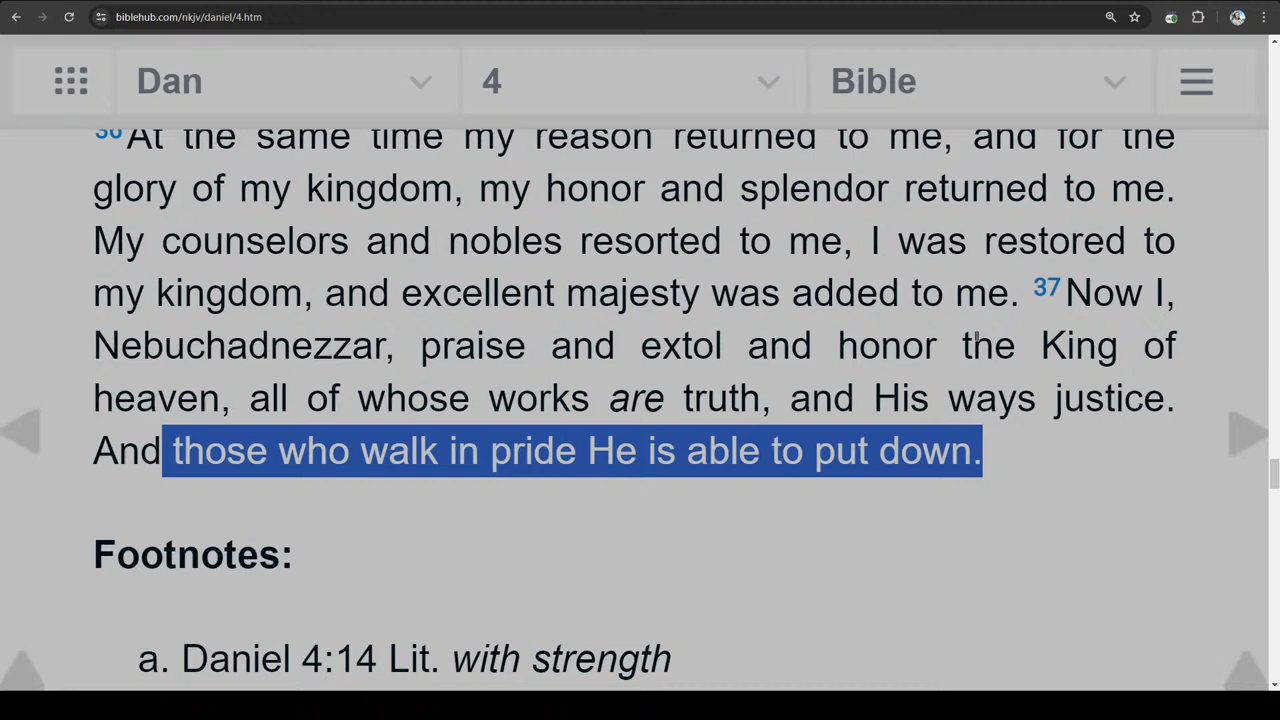 biblehub.com/nkjv/daniel/4.htm
Dan 4 Bible
36 At the same time my reason returned to me, and for the
glory of my kingdom, my honor and splendor returned to me.
My counselors and nobles resorted to me, I was restored to
my kingdom, and excellent majesty was added to me. 37 Now I,
Nebuchadnezzar, praise and extol and honor the King of
heaven, all of whose works are truth, and His ways justice.
And those who walk in pride He is able to put down.
Footnotes:
a. Daniel 4:14 Lit. with strength